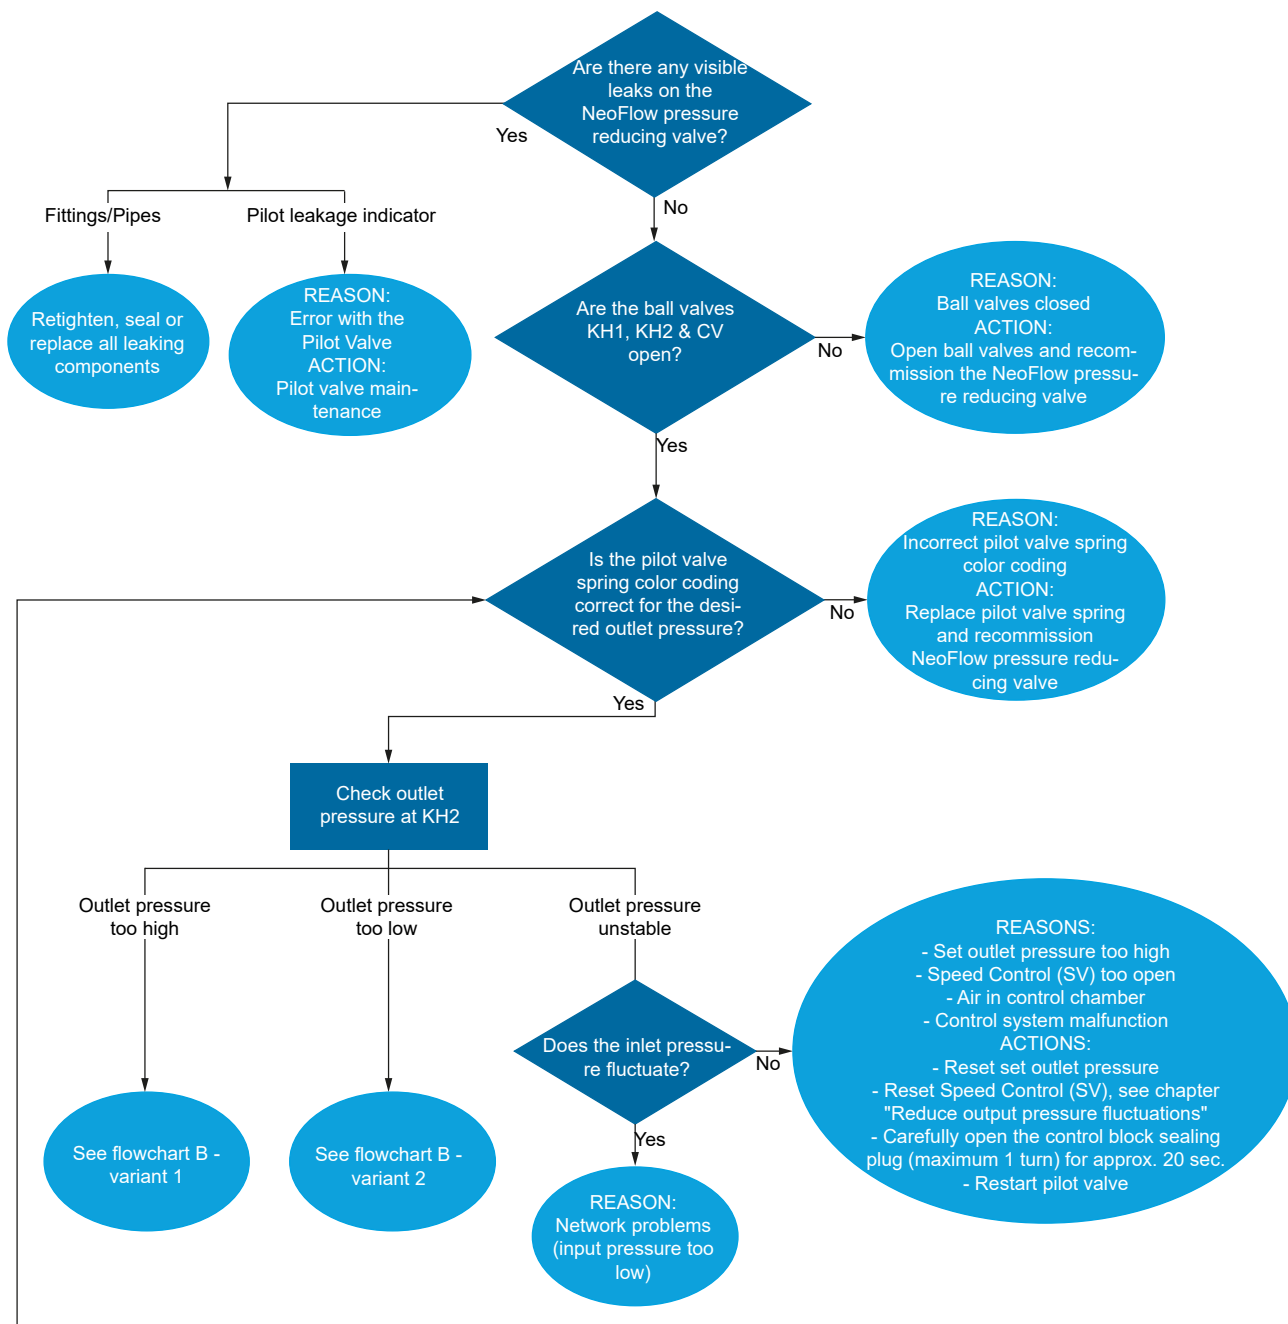 Are there any visible
leaks on the
NeoFlow pressure
reducing valve?
Yes
No
Fittings/Pipes
Pilot leakage indicator
Retighten, seal or
replace all leaking
components
REASON:
Error with the
Pilot Valve
ACTION:
Pilot valve main-
tenance
Are the ball valves
KH1, KH2 & CV
open?
No
Yes
REASON:
Ball valves closed
ACTION:
Open ball valves and recom-
mission the NeoFlow pressu-
re reducing valve
Is the pilot valve
spring color coding
correct for the desi-
red outlet pressure?
No
Yes
REASON:
Incorrect pilot valve spring
color coding
ACTION:
Replace pilot valve spring
and recommission
NeoFlow pressure redu-
cing valve
Check outlet
pressure at KH2
Outlet pressure
too high
Outlet pressure
too low
Outlet pressure
unstable
See flowchart B -
variant 1
See flowchart B -
variant 2
Does the inlet pressu-
re fluctuate?
No
Yes
REASON:
Network problems
(input pressure too
low)
REASONS:
- Set outlet pressure too high
- Speed Control (SV) too open
- Air in control chamber
- Control system malfunction
ACTIONS:
- Reset set outlet pressure
- Reset Speed Control (SV), see chapter
"Reduce output pressure fluctuations"
- Carefully open the control block sealing
plug (maximum 1 turn) for approx. 20 sec.
- Restart pilot valve